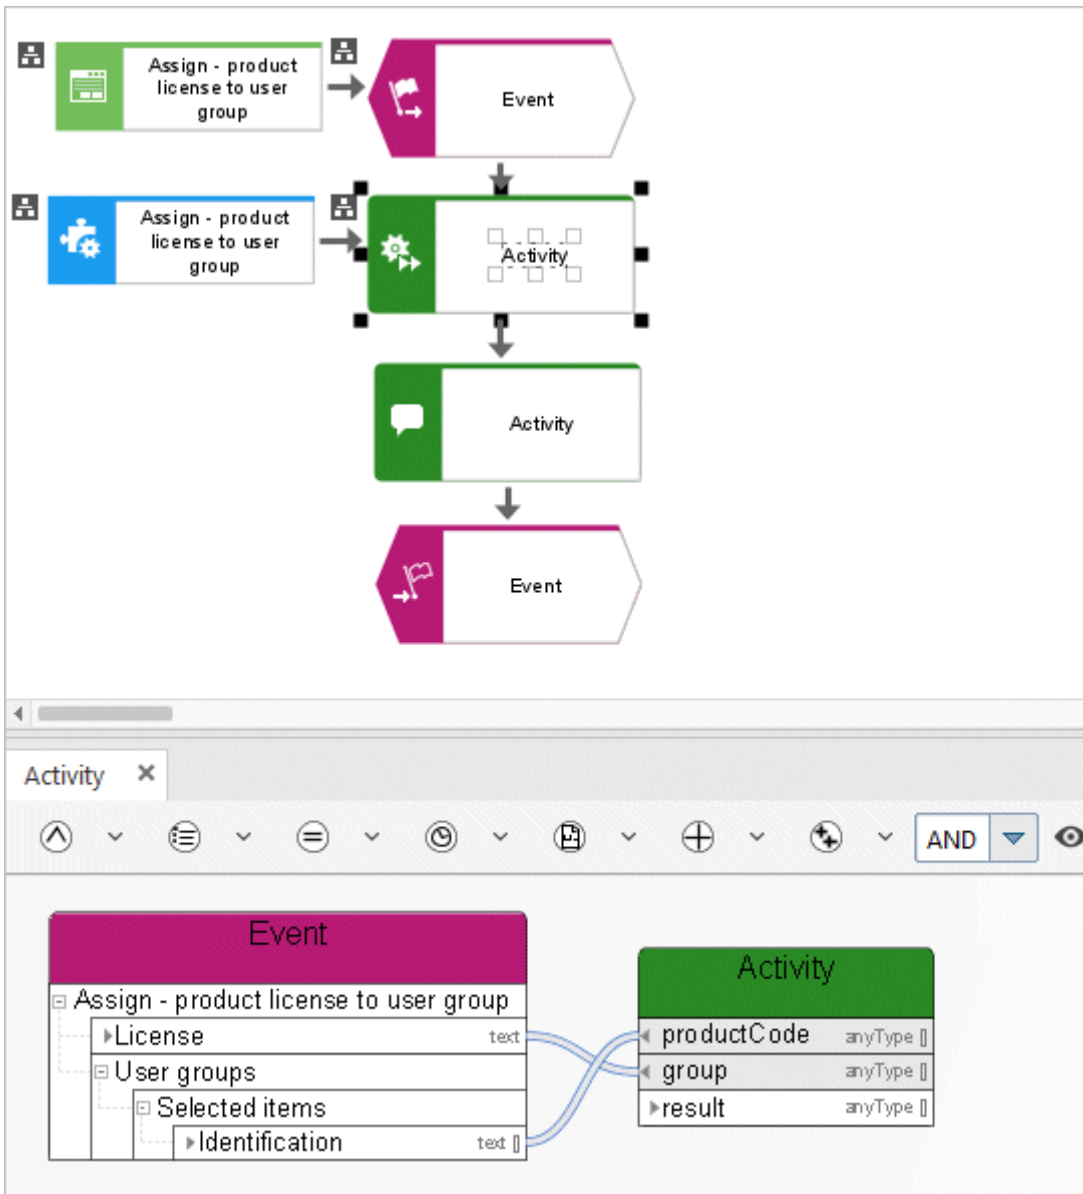 Assign - product
license to user
group
Event
Assign - product
license to user
group
Activity
Activity
Event
Activity
AND
Event
Assign - product license to user group
License text
User groups
Selected items
Identification text []
Activity
productCode anyType []
group anyType []
result anyType []